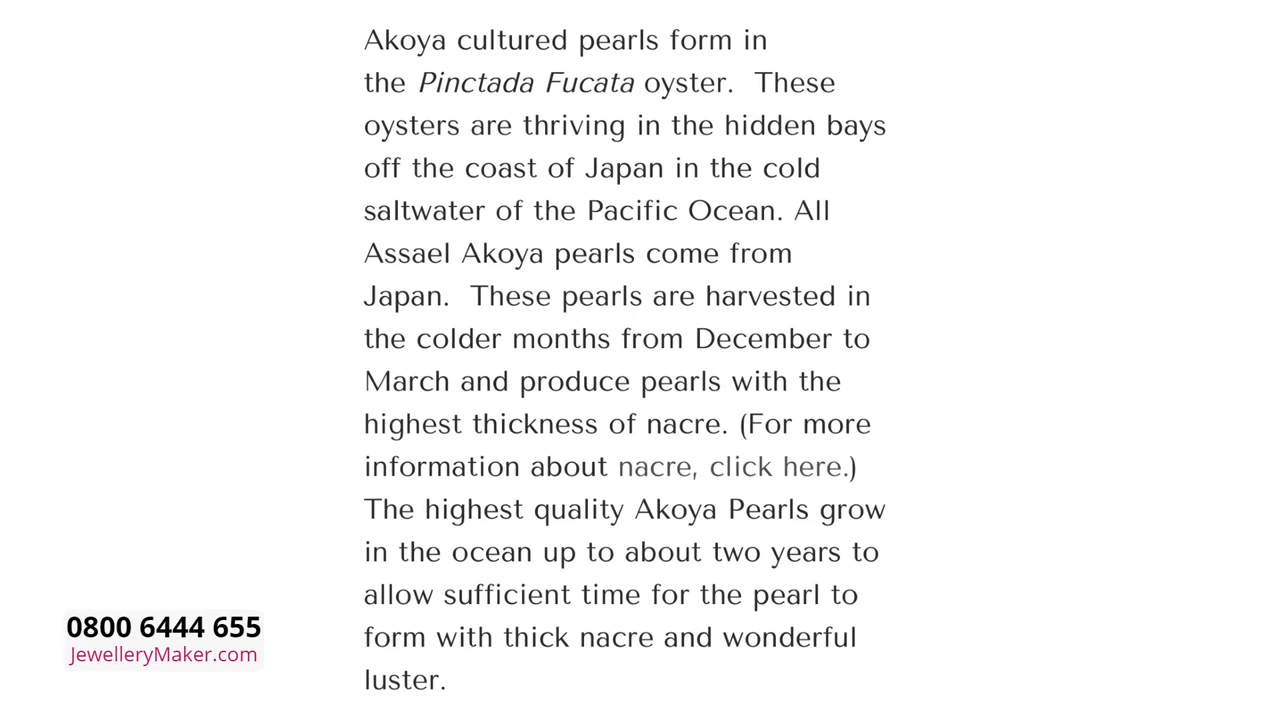 Akoya cultured pearls form in
the Pinctada Fucata oyster.  These
oysters are thriving in the hidden bays
off the coast of Japan in the cold
saltwater of the Pacific Ocean. All
Assael Akoya pearls come from
Japan.  These pearls are harvested in
the colder months from December to
March and produce pearls with the
highest thickness of nacre. (For more
information about nacre, click here.)
The highest quality Akoya Pearls grow
in the ocean up to about two years to
allow sufficient time for the pearl to
form with thick nacre and wonderful
luster.
0800 6444 655
JewelleryMaker.com